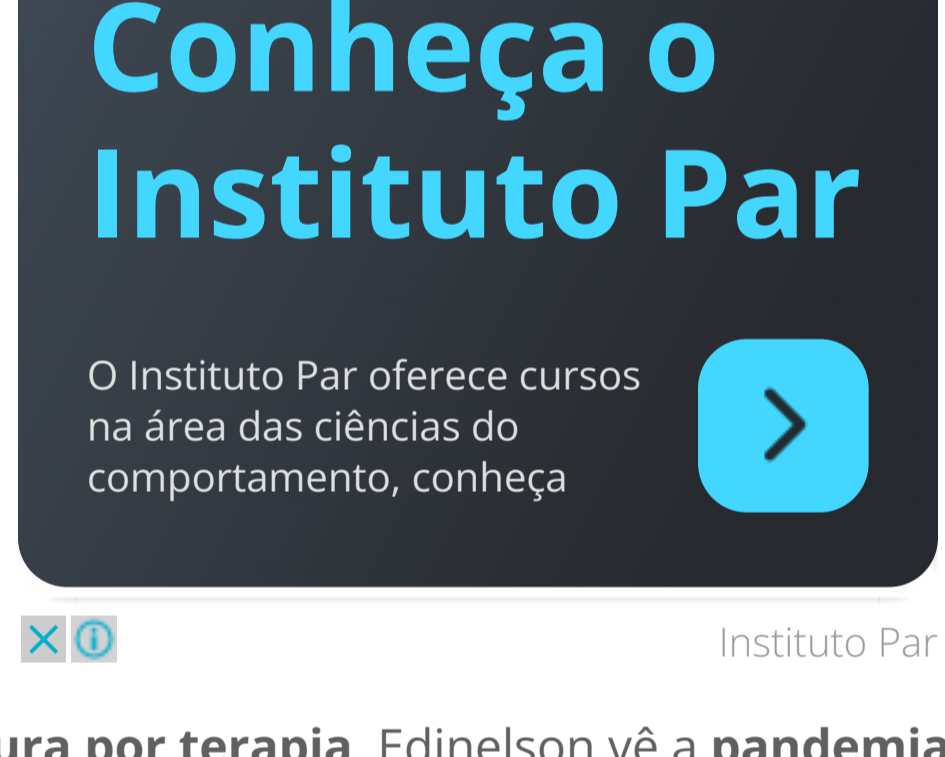 Conheça o
Instituto Par
O Instituto Par oferece cursos
na área das ciências do
comportamento, conheça
Instituto Par
por terapia, Edinelson vê a pandemia